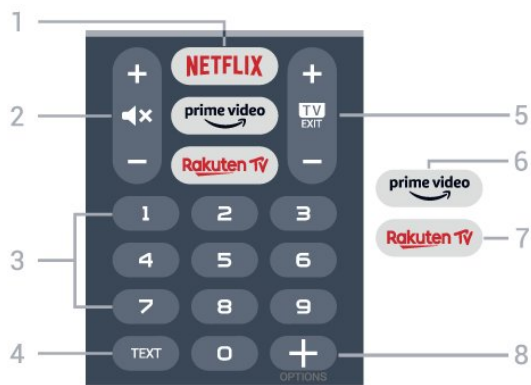 1
+ NETFLIX +
2 prime video TV EXIT 5
6
- Rakuten TV - prime video
Rakuten TV 7
1 2 3
3
4 5 6
7 8 9
4 TEXT 0 + 8
OPTIONS